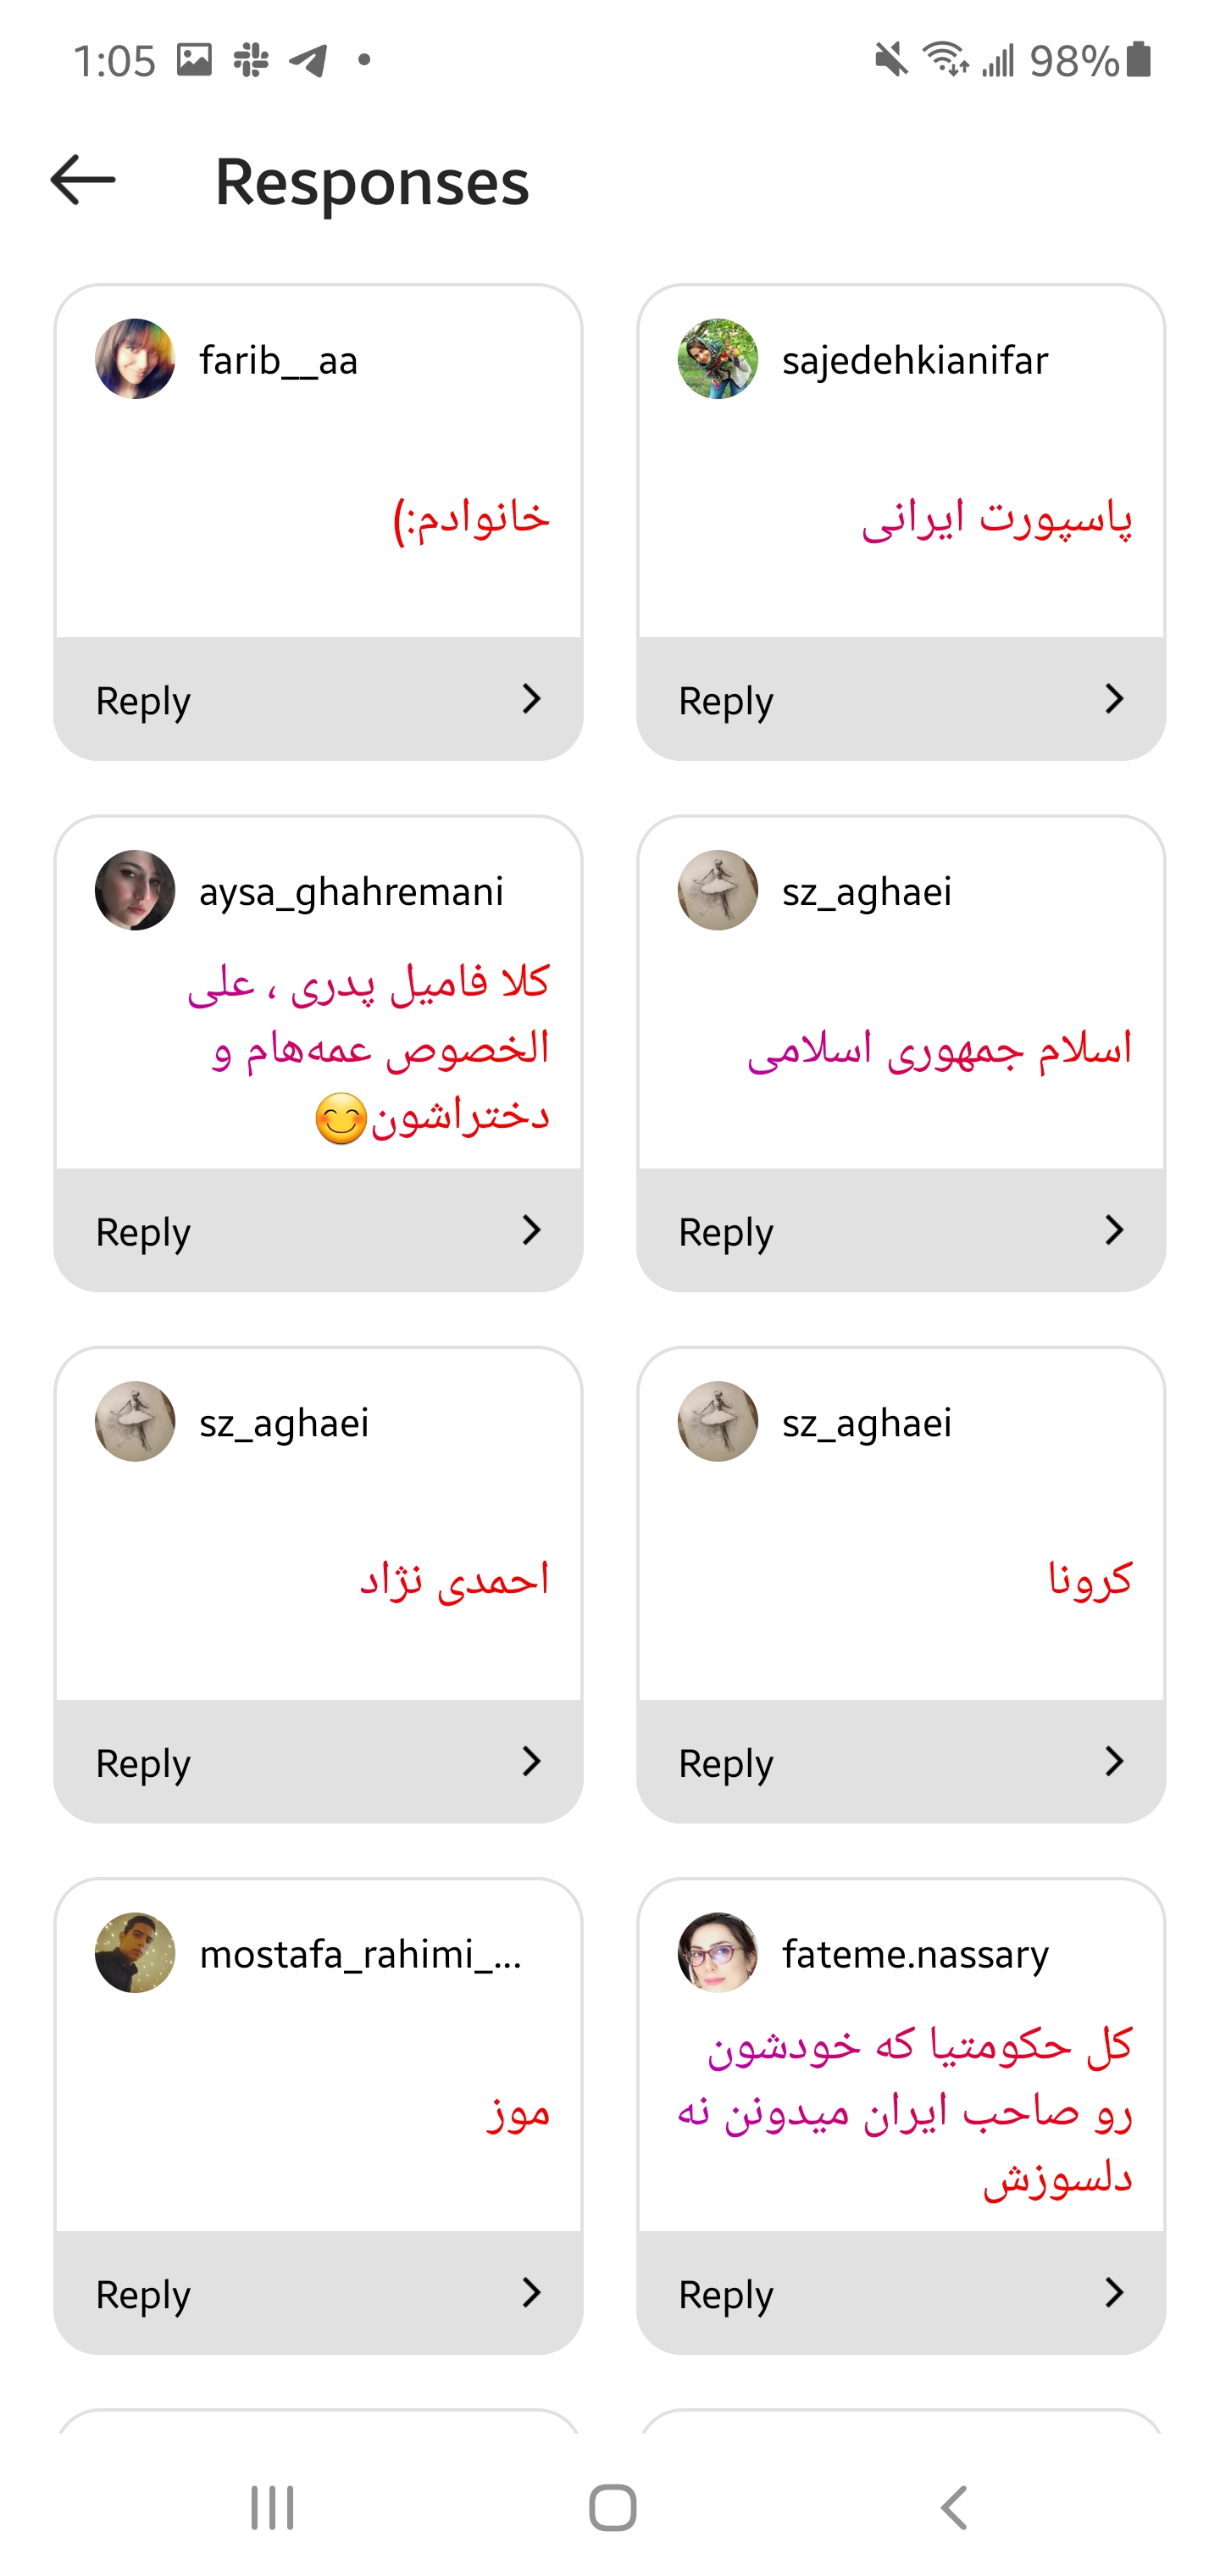 1:05
98%
Responses
farib__aa
خانوادم:)
Reply
sajedehkianifar
پاسپورت ایرانی
Reply
aysa_ghahremani
کلا فامیل پدری ، علی
الخصوص عمه‌هام و
دختراشون😊
Reply
sz_aghaei
اسلام جمهوری اسلامی
Reply
sz_aghaei
احمدی نژاد
Reply
sz_aghaei
کرونا
Reply
mostafa_rahimi_...
موز
Reply
fateme.nassary
کل حکومتیا که خودشون
رو صاحب ایران میدونن نه
دلسوزش
Reply